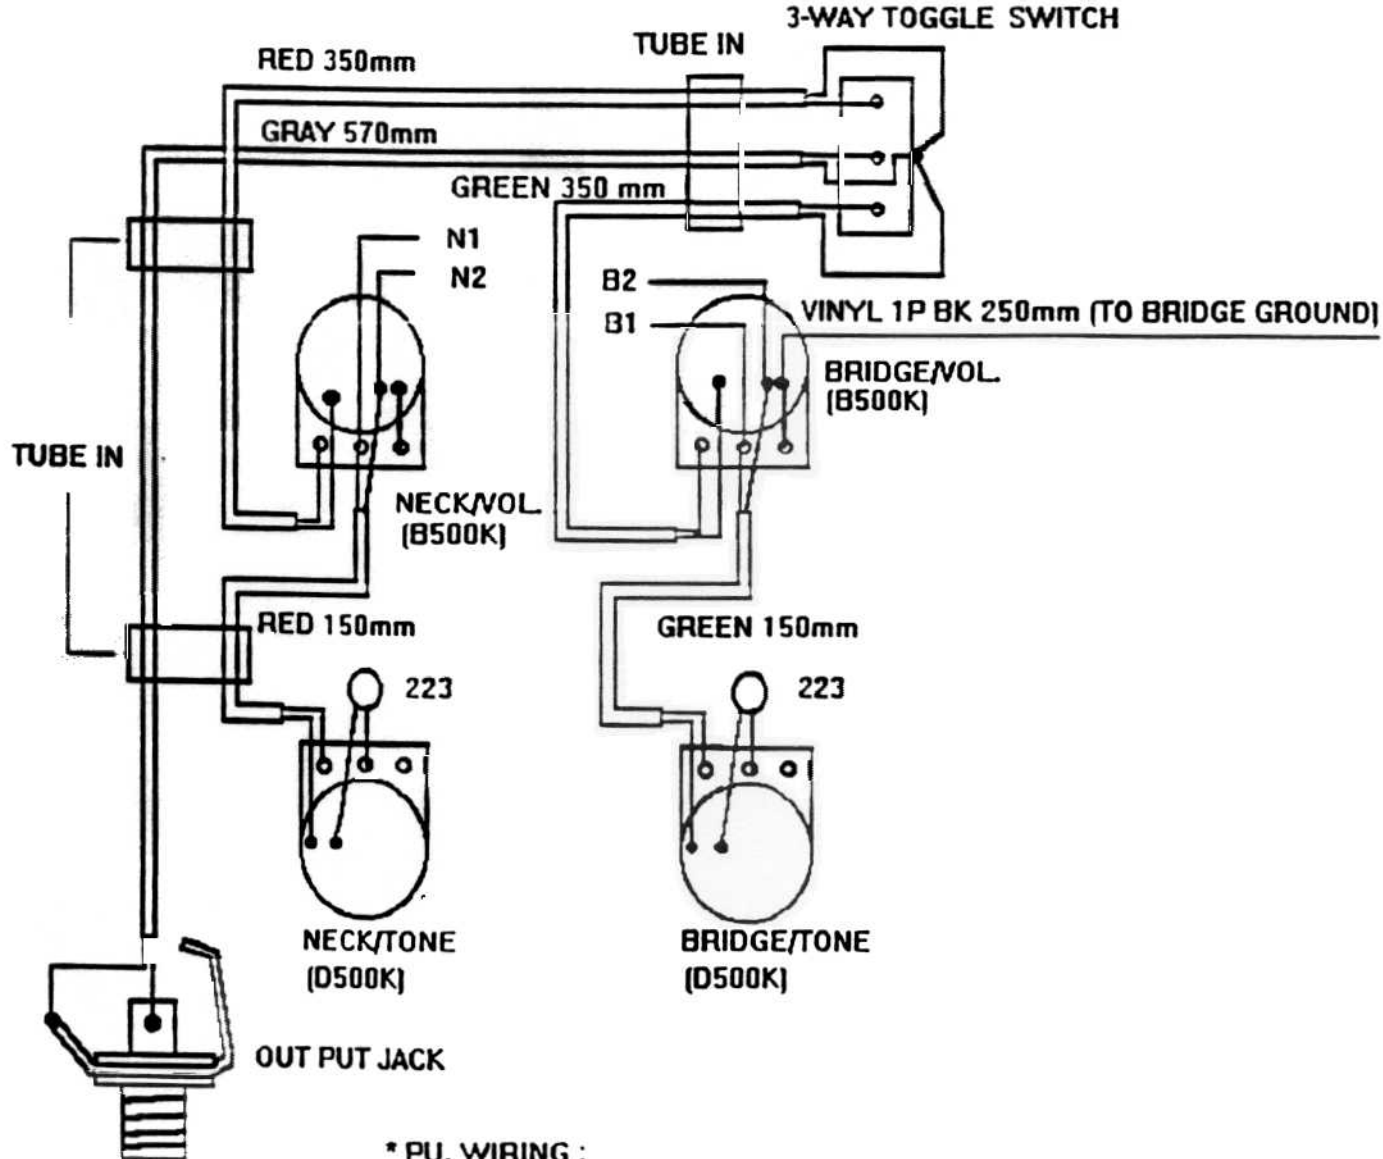 3-WAY TOGGLE SWITCH
TUBE IN
RED 350mm
GRAY 570mm
GREEN 350 mm
N1
N2
B2
B1
VINYL 1P BK 250mm (TO BRIDGE GROUND)
BRIDGE/VOL.
(B500K)
TUBE IN
NECK/VOL.
(B500K)
RED 150mm
GREEN 150mm
223
223
NECK/TONE
(D500K)
BRIDGE/TONE
(D500K)
OUT PUT JACK
* PU. WIRING :